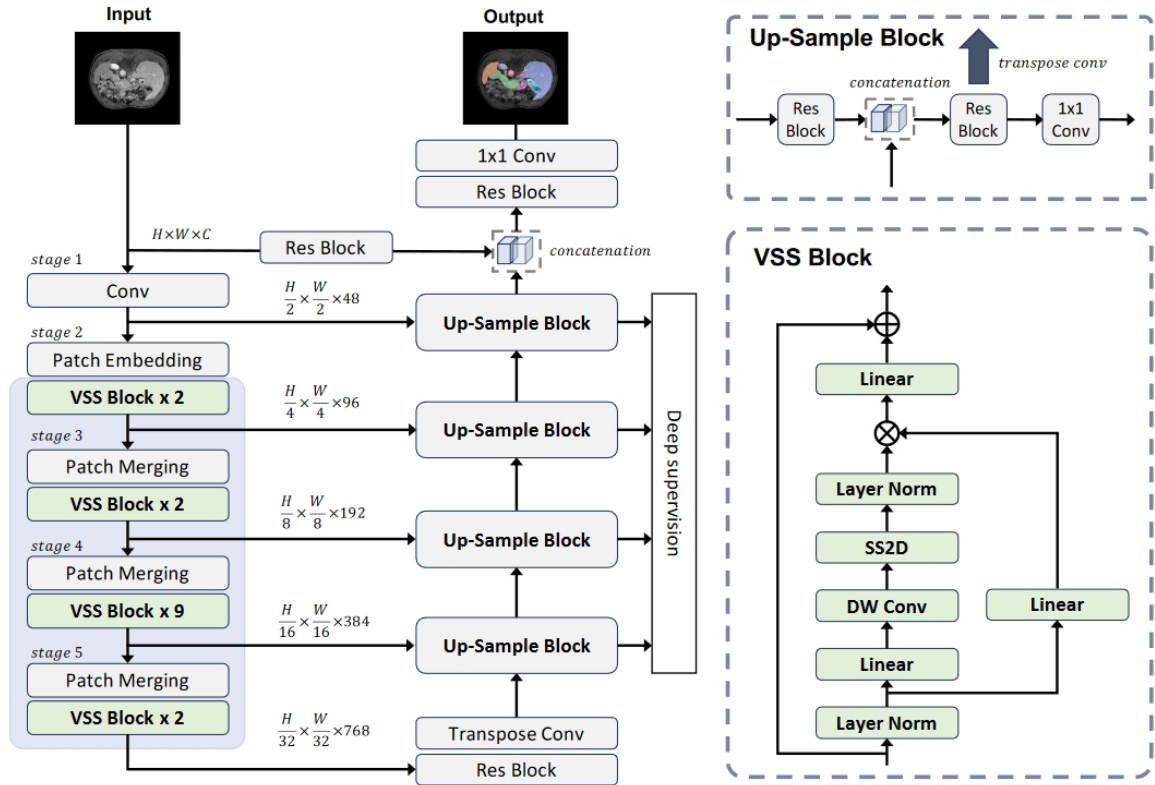 Input
Output
1x1 Conv
Res Block
H×W×C
Res Block
concatenation
stage 1
Conv
H/2 × W/2 ×48
Up-Sample Block
stage 2
Patch Embedding
VSS Block x 2
H/4 × W/4 ×96
Up-Sample Block
stage 3
Patch Merging
VSS Block x 2
H/8 × W/8 ×192
Up-Sample Block
stage 4
Patch Merging
VSS Block x 9
H/16 × W/16 ×384
Up-Sample Block
stage 5
Patch Merging
VSS Block x 2
H/32 × W/32 ×768
Transpose Conv
Res Block
Deep supervision
Up-Sample Block
transpose conv
concatenation
Res
Block
Res
Block
1x1
Conv
VSS Block
Linear
Layer Norm
SS2D
DW Conv
Linear
Linear
Layer Norm